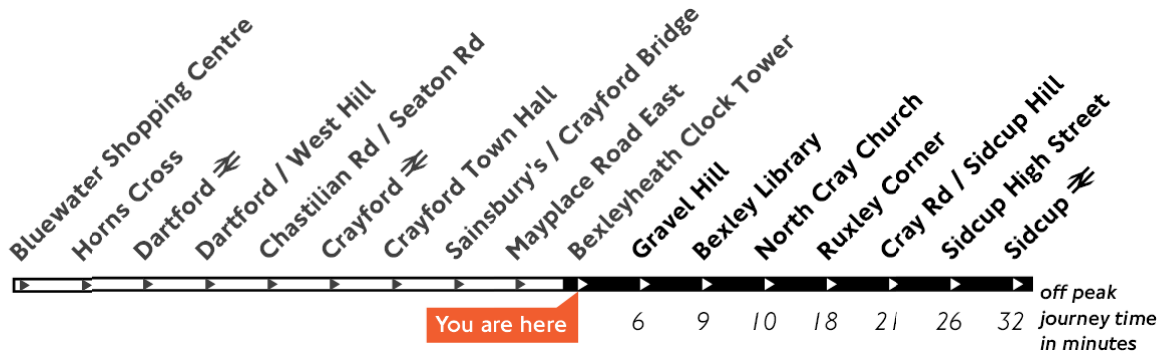 Bluewater Shopping Centre
Horns Cross
Dartford
Dartford / West Hill
Chastilian Rd / Seaton Rd
Crayford
Crayford Town Hall
Sainsbury's / Crayford Bridge
Mayplace Road East
Bexleyheath Clock Tower
Gravel Hill
Bexley Library
North Cray Church
Ruxley Corner
Cray Rd / Sidcup Hill
Sidcup High Street
Sidcup
You are here
6 9 10 18 21 26 32
off peak
journey time
in minutes